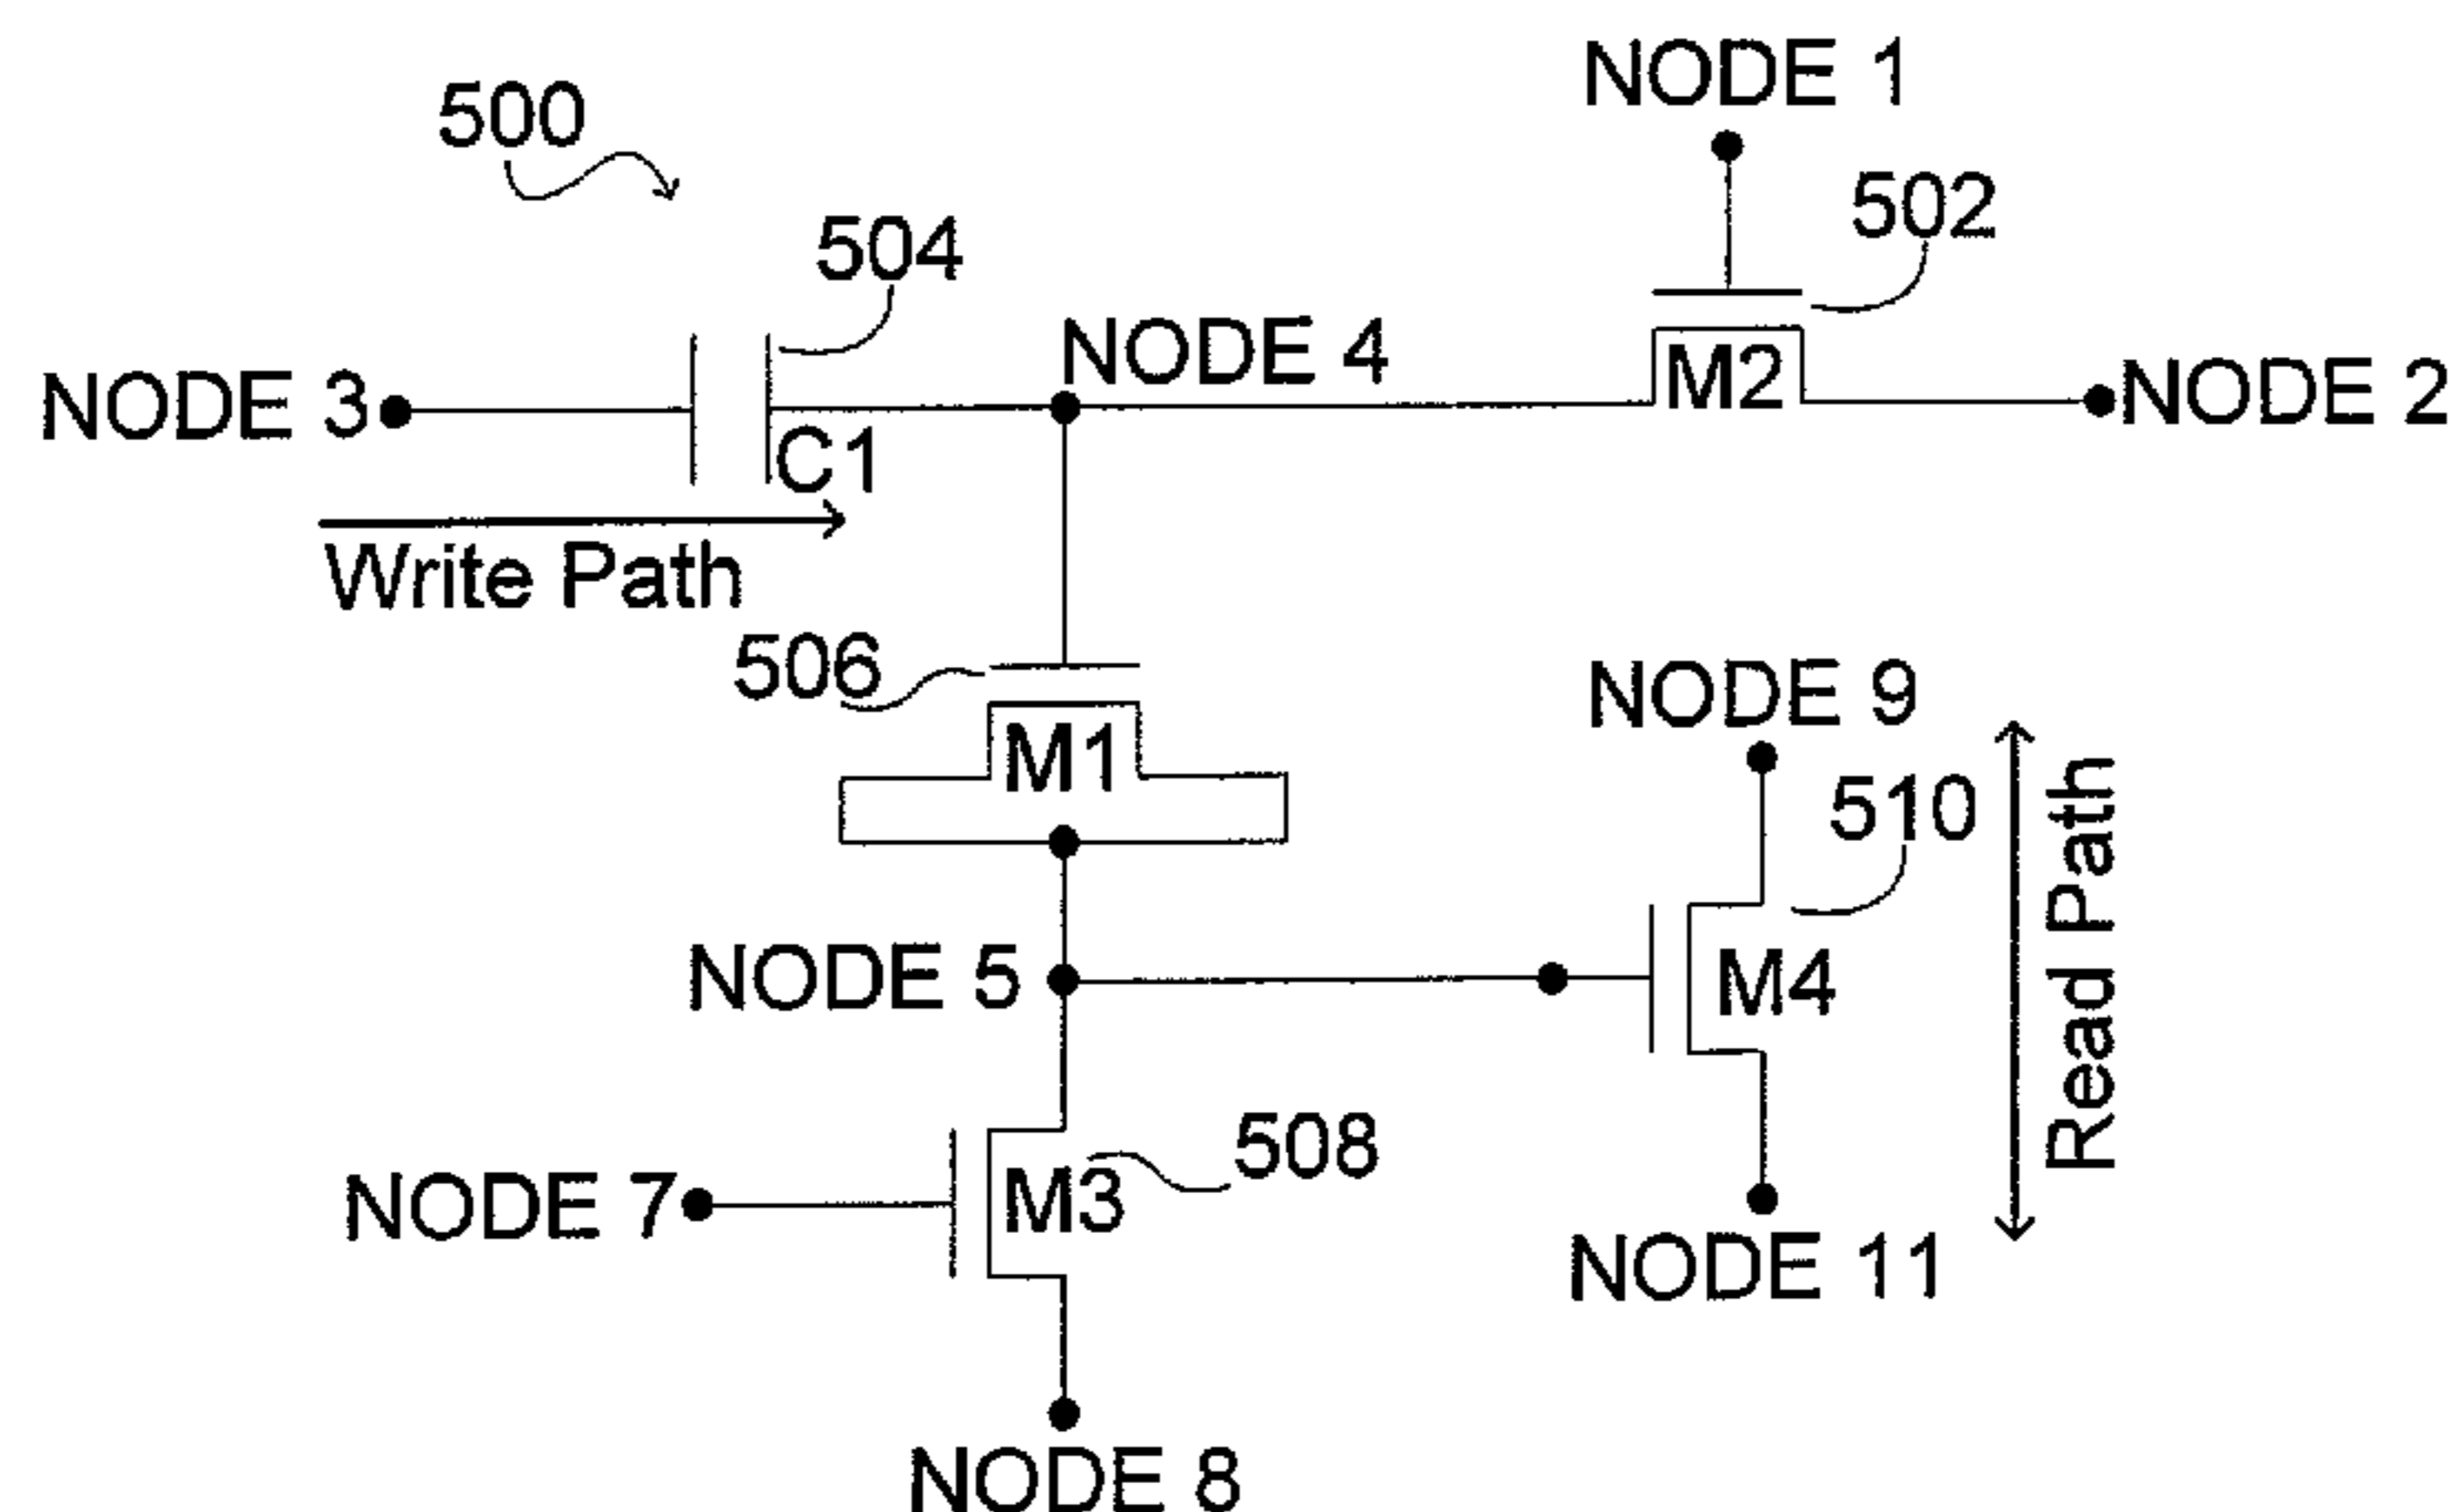 NODE 1
500
502
504
NODE 4
M2
NODE 3
NODE 2
C1
Write Path
506
NODE 9
M1
510
Read Path
NODE 5
M4
508
M3
NODE 7
NODE 11
NODE 8